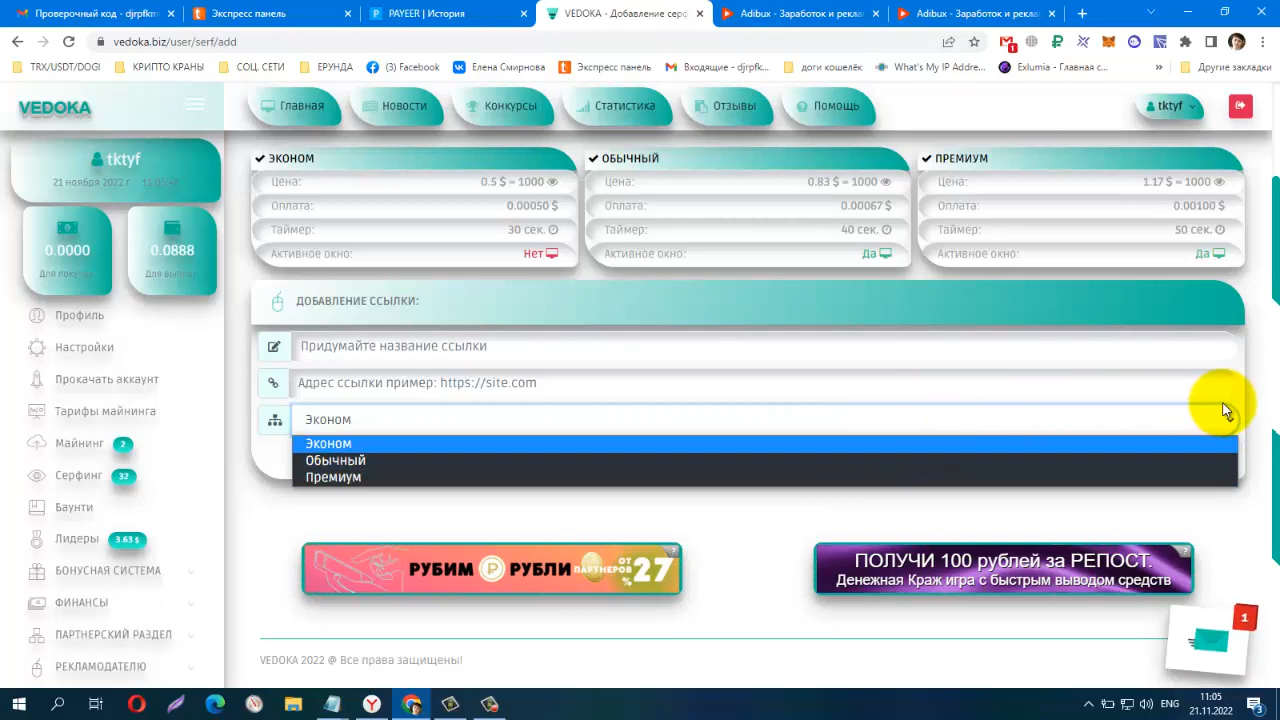 Проверочный код - djrpfkm
Экспресс панель
PAYEER | История
VEDOKA - Добавление серф
Adibux - Заработок и рекла
Adibux - Заработок и рекла
vedoka.biz/user/serf/add
TRX/USDT/DOGI
КРИПТО КРАНЫ
СОЦ. СЕТИ
ЕРУНДА
(3) Facebook
Елена Смирнова
Экспресс панель
Входящие - djrpfk...
доги кошелёк
What's My IP Addre...
Exlumia - Главная с...
»
Другие закладки
VEDOKA
Главная
Новости
Конкурсы
Статистика
Отзывы
Помощь
tktyf
tktyf
21 ноября 2022 г
0.0000
Для покупок
0.0888
Для вывода
Профиль
Настройки
Прокачать аккаунт
Тарифы майнинга
Майнинг 2
Серфинг 32
Баунти
Лидеры 3.63 $
БОНУСНАЯ СИСТЕМА
ФИНАНСЫ
ПАРТНЕРСКИЙ РАЗДЕЛ
РЕКЛАМОДАТЕЛЮ
ЭКОНОМ
Цена: 0.5 $ = 1000
Оплата: 0.00050 $
Таймер: 30 сек.
Активное окно: Нет
ОБЫЧНЫЙ
Цена: 0.83 $ = 1000
Оплата: 0.00067 $
Таймер: 40 сек.
Активное окно: Да
ПРЕМИУМ
Цена: 1.17 $ = 1000
Оплата: 0.00100 $
Таймер: 50 сек.
Активное окно: Да
ДОБАВЛЕНИЕ ССЫЛКИ:
Придумайте название ссылки
Адрес ссылки пример: https://site.com
Эконом
Эконом
Обычный
Премиум
РУБИМ Р РУБЛИ ОТ ПАРТНЕРОВ % 27
ПОЛУЧИ 100 рублей за РЕПОСТ.
Денежная Краж игра с быстрым выводом средств
1
VEDOKA 2022 @ Все права защищены!
ENG
11:05
21.11.2022
3